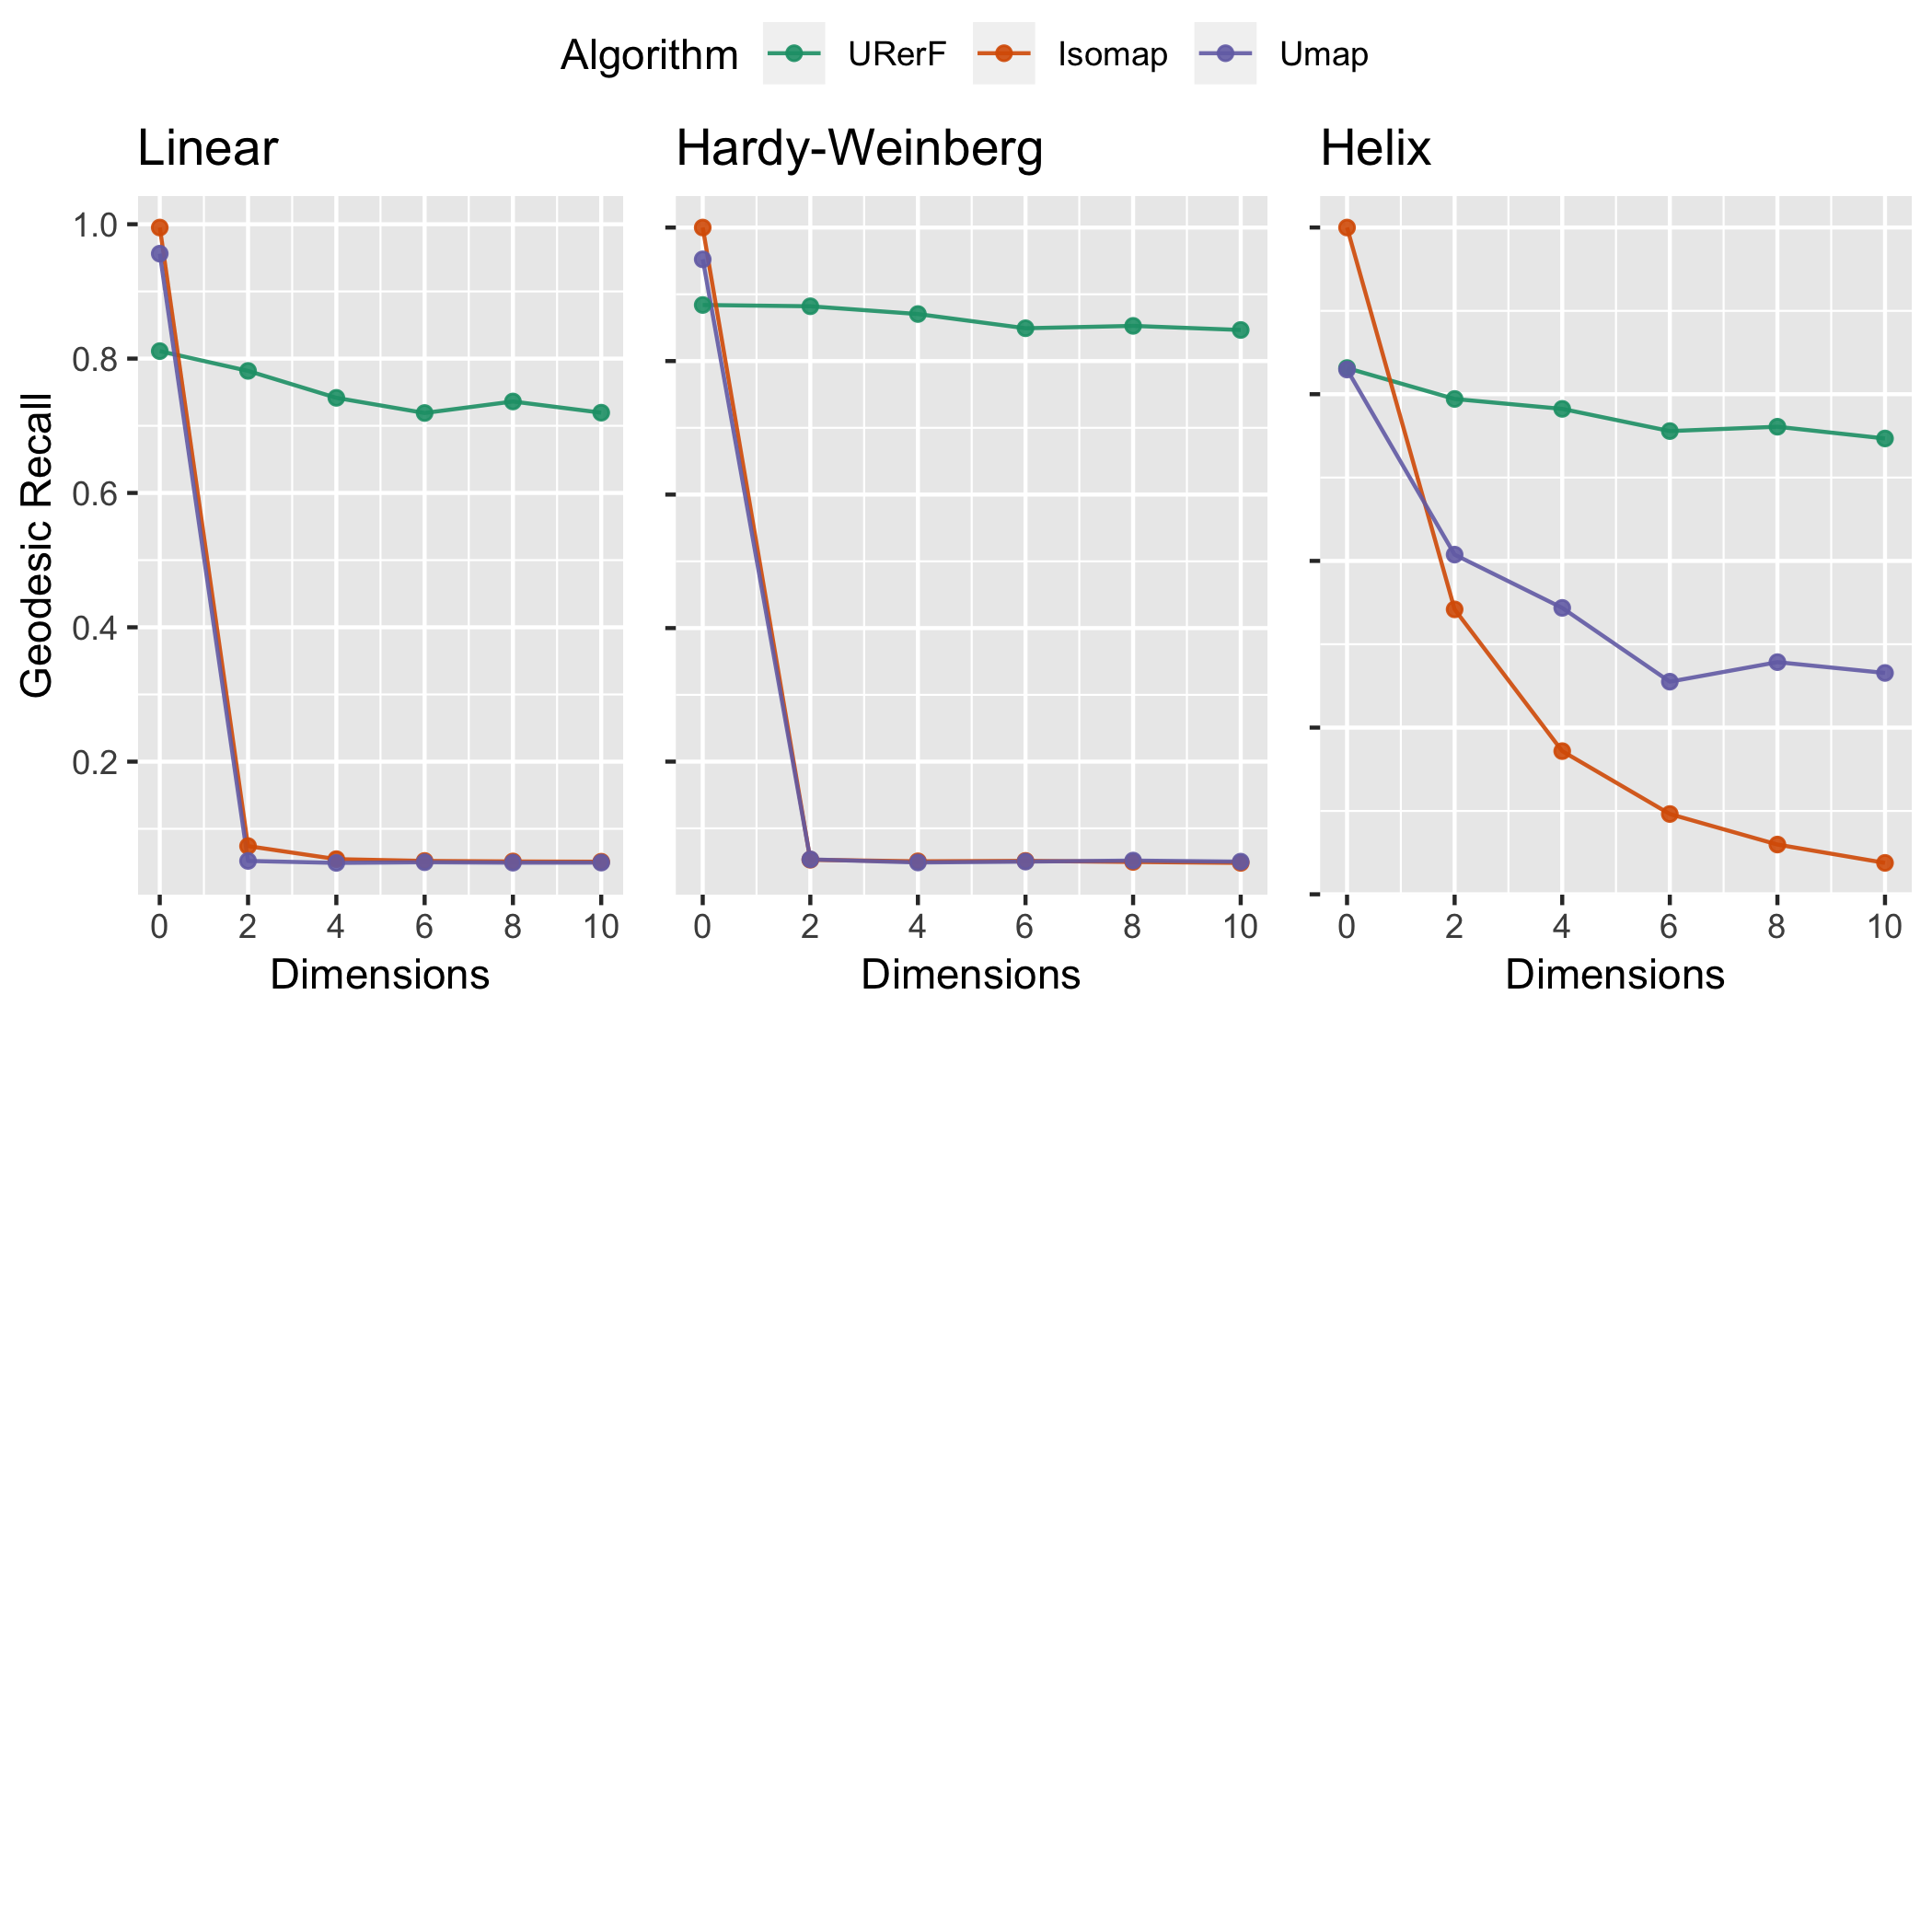 Algorithm URerF Isomap Umap
Linear Hardy-Weinberg Helix
Geodesic Recall
1.0
0.8
0.6
0.4
0.2
0 2 4 6 8 10 0 2 4 6 8 10 0 2 4 6 8 10
Dimensions Dimensions Dimensions